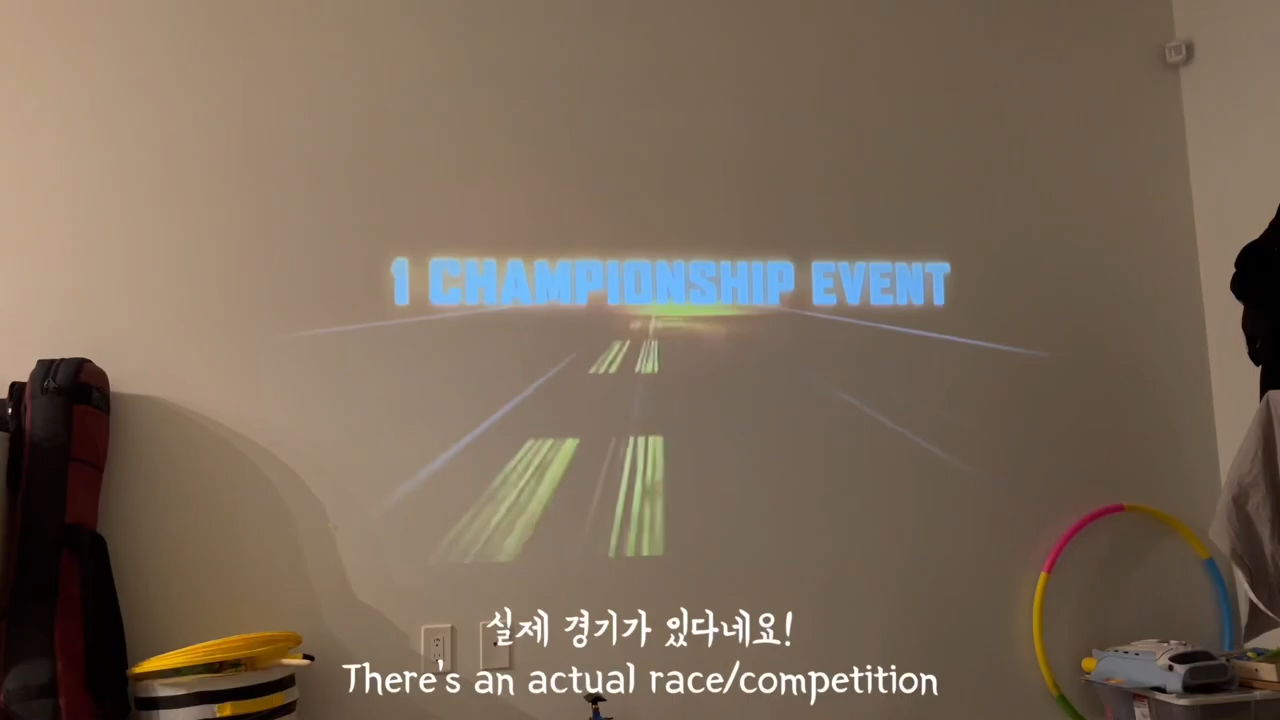 1 CHAMPIONSHIP EVENT
실제 경기가 있다네요!
There's an actual race/competition